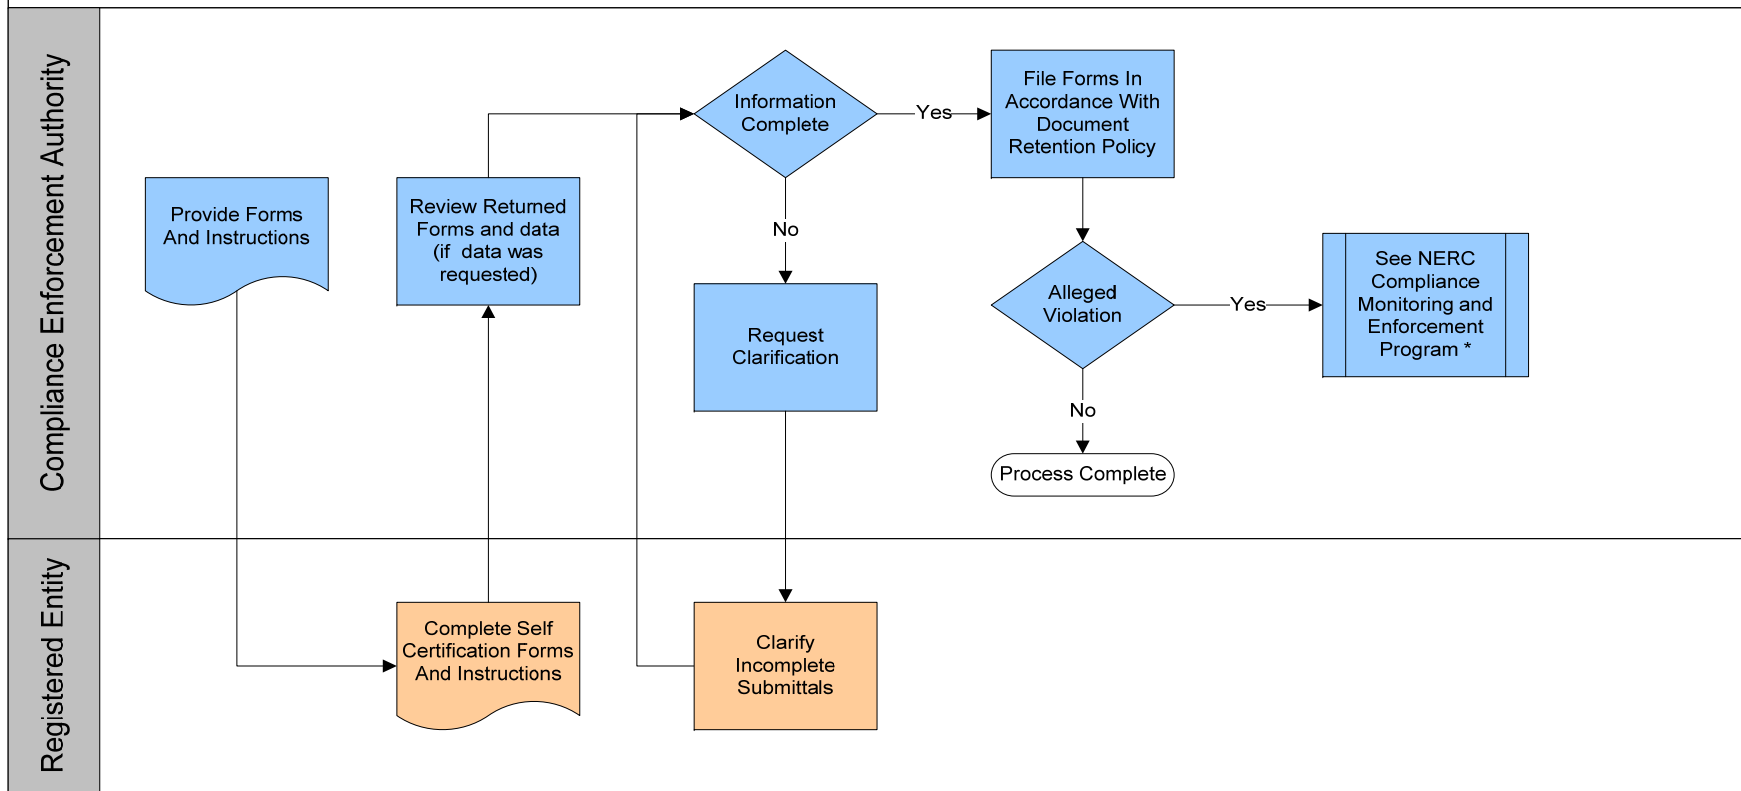 Compliance Enforcement Authority
Provide Forms
And Instructions
Review Returned
Forms and data
(if data was
requested)
Information
Complete
Yes
No
File Forms In
Accordance With
Document
Retention Policy
Request
Clarification
Alleged
Violation
Yes
No
See NERC
Compliance
Monitoring and
Enforcement
Program *
Process Complete
Registered Entity
Complete Self
Certification Forms
And Instructions
Clarify
Incomplete
Submittals